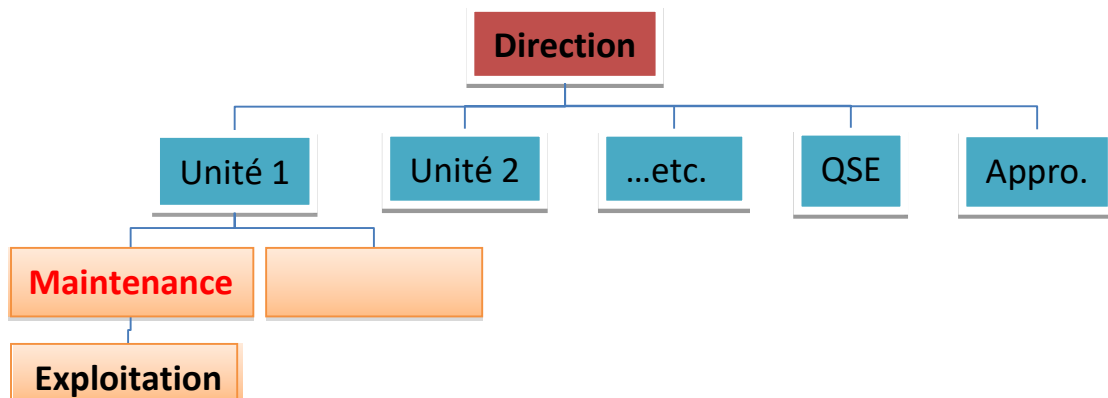 Direction
Unité 1
Unité 2
...etc.
QSE
Appro.
Maintenance
Exploitation